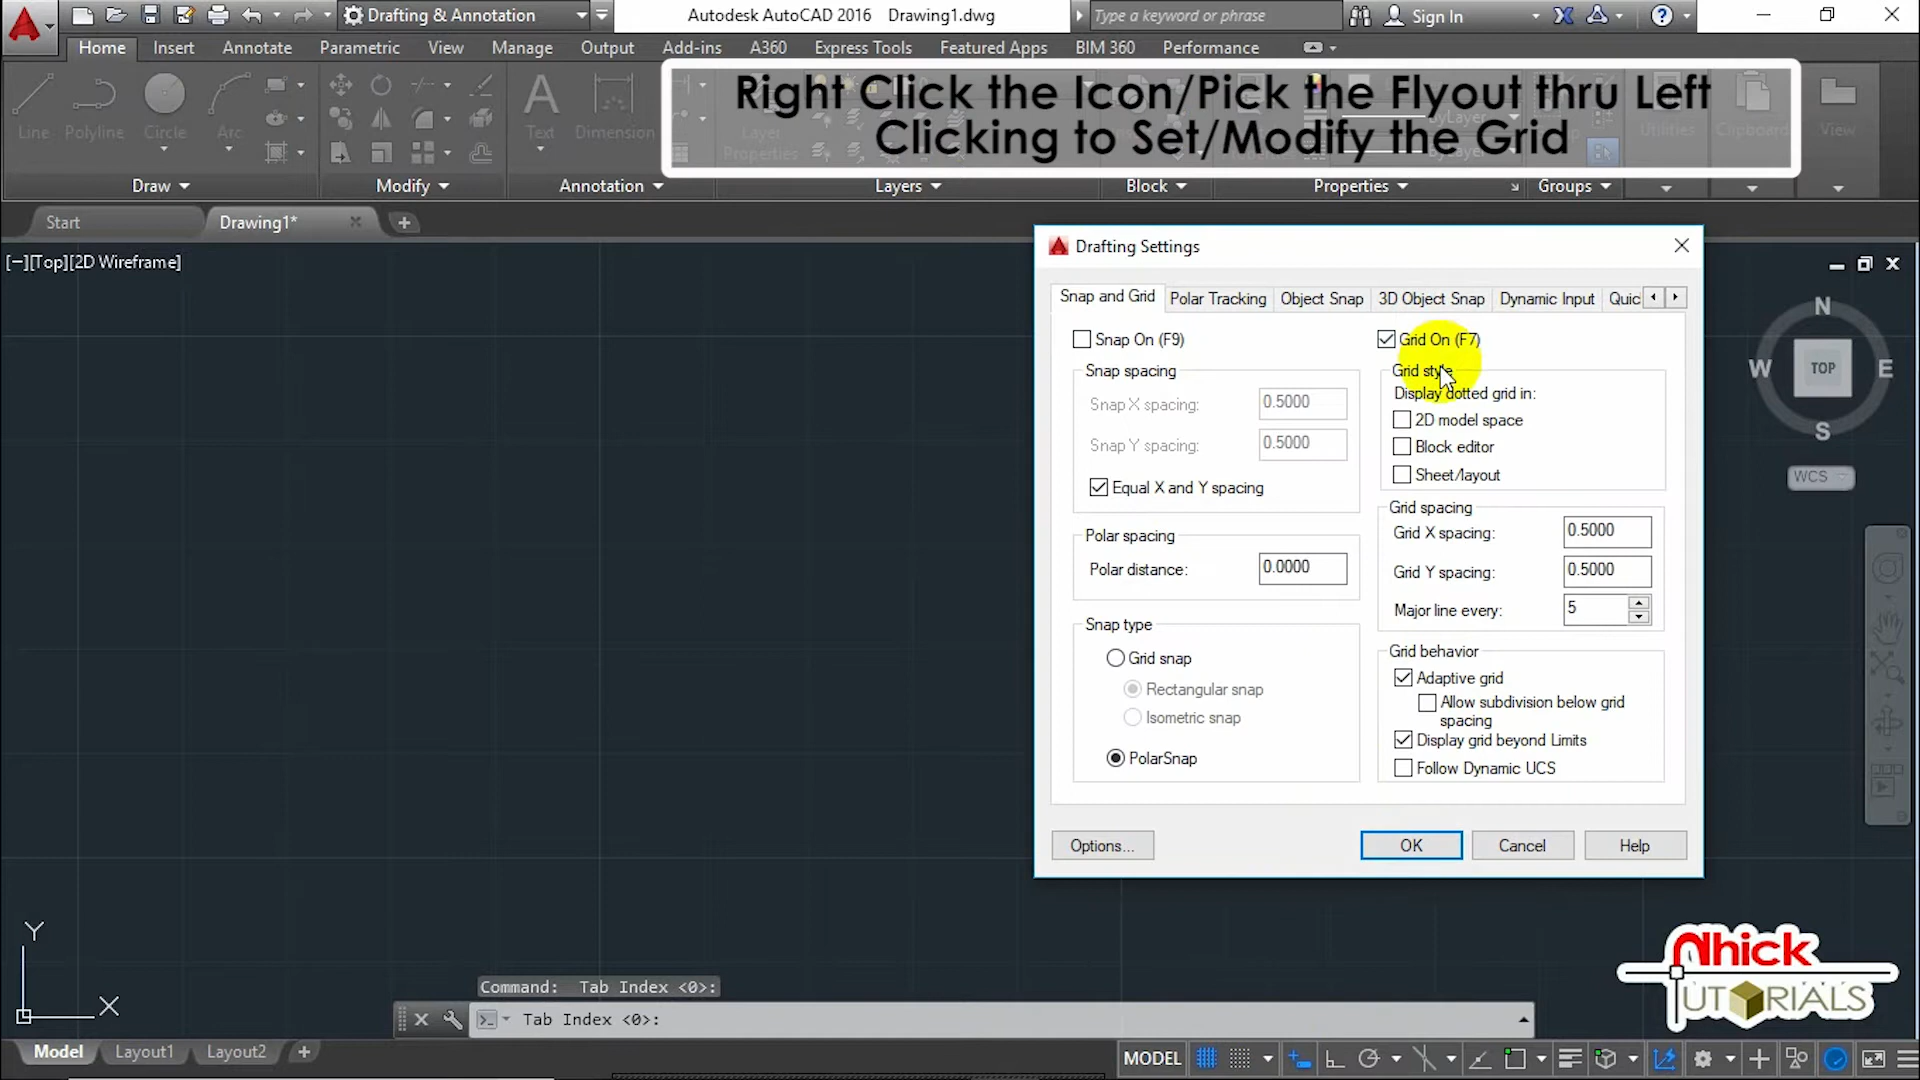 Drafting & Annotation
Autodesk AutoCAD 2016 Drawing1.dwg
Type a keyword or phrase
Sign In
Home Insert Annotate Parametric View Manage Output Add-ins A360 Express Tools Featured Apps BIM 360 Performance
Right Click the Icon/Pick the Flyout thru Left
Clicking to Set/Modify the Grid
Line Polyline Circle Arc Text Dimension Layer Properties ByLayer ByLayer Utilities Clipboard View
Draw Modify Annotation Layers Block Properties Groups
Start Drawing1*
[−][Top][2D Wireframe]
Drafting Settings
Snap and Grid Polar Tracking Object Snap 3D Object Snap Dynamic Input Quic
Snap On (F9)
Snap spacing
Snap X spacing: 0.5000
Snap Y spacing: 0.5000
Equal X and Y spacing
Polar spacing
Polar distance: 0.0000
Snap type
Grid snap
Rectangular snap
Isometric snap
PolarSnap
Grid On (F7)
Grid style
Display dotted grid in:
2D model space
Block editor
Sheet/layout
Grid spacing
Grid X spacing: 0.5000
Grid Y spacing: 0.5000
Major line every: 5
Grid behavior
Adaptive grid
Allow subdivision below grid
spacing
Display grid beyond Limits
Follow Dynamic UCS
Options... OK Cancel Help
N
W TOP E
S
WCS
Y
X
Command: Tab Index <0>:
Tab Index <0>:
Nhick
TUTORIALS
Model Layout1 Layout2
MODEL